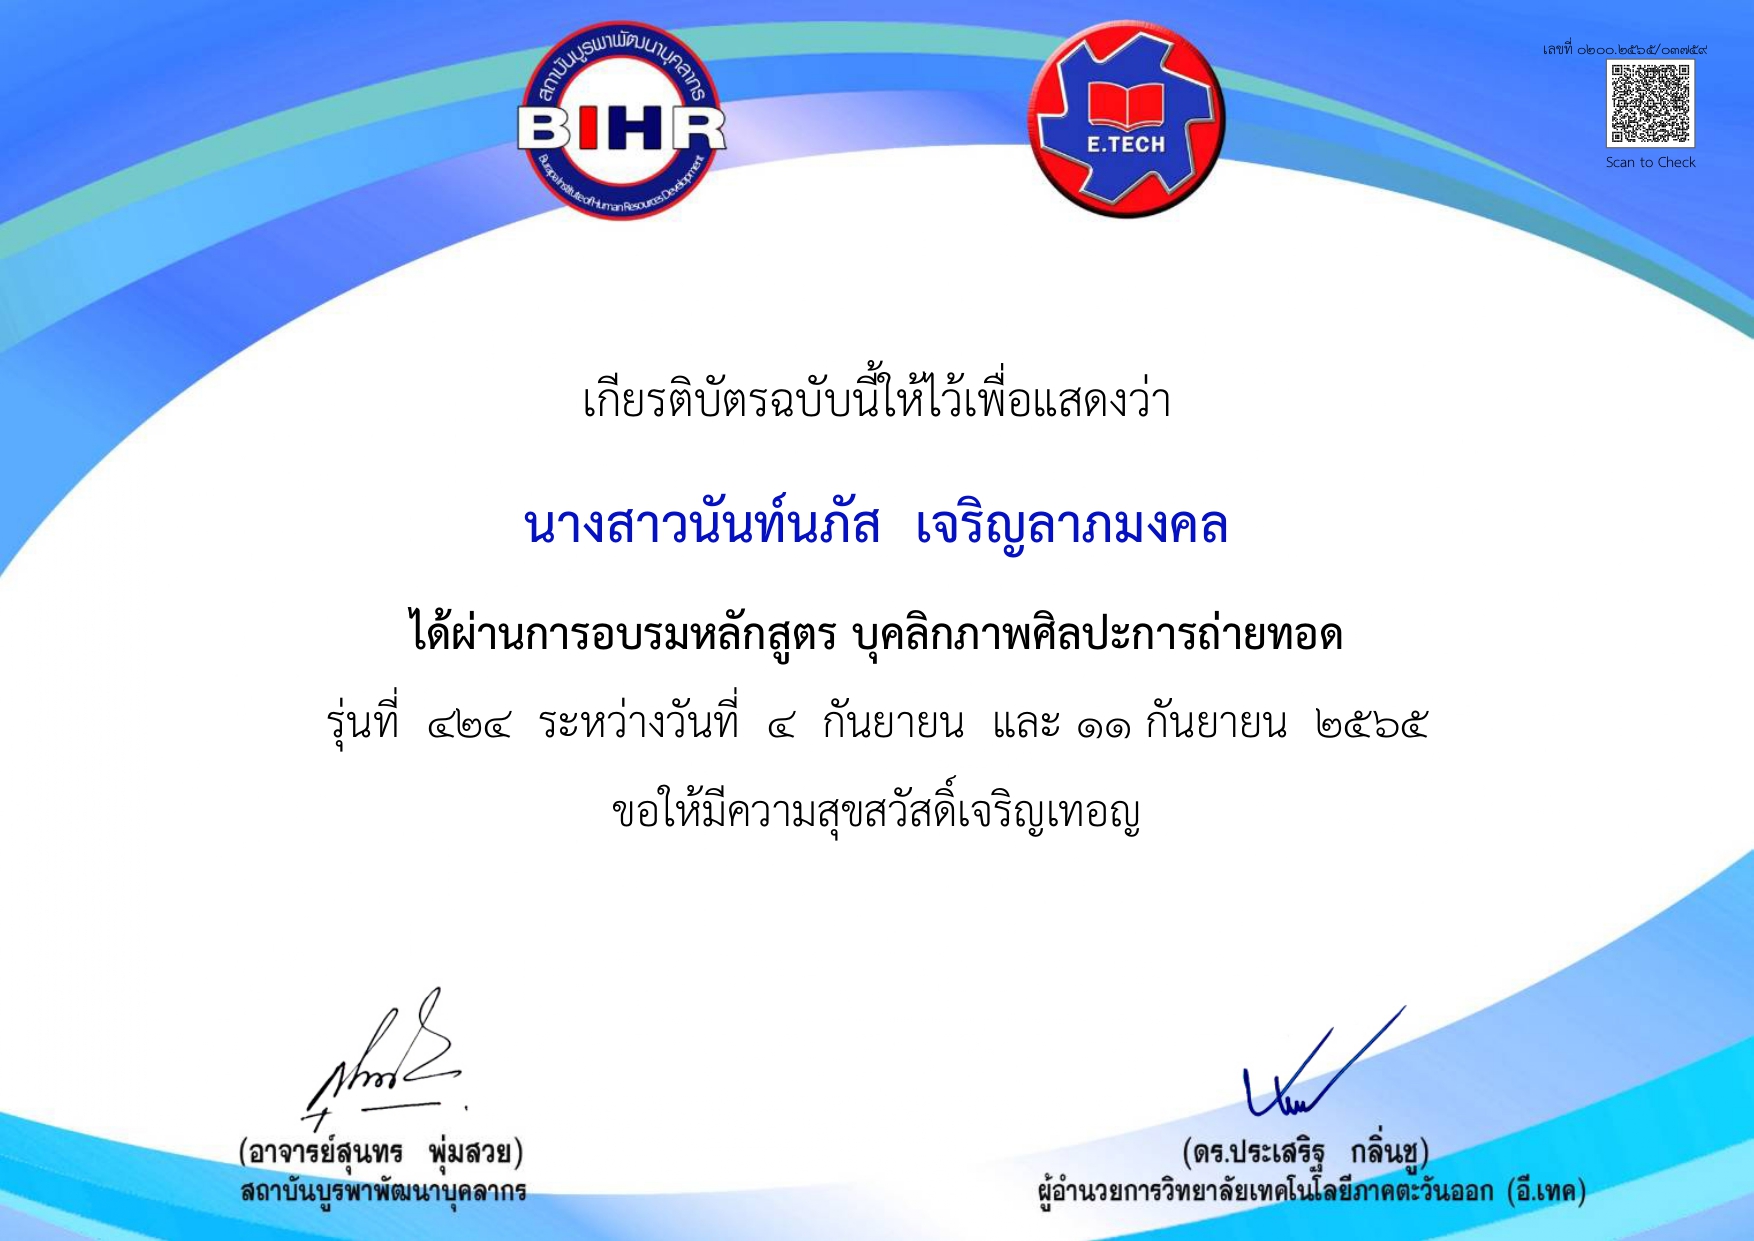 สถาบันบูรพาพัฒนาบุคลากร
BIHR
Burapa Institute of Human Resources Development
E.TECH
เลขที่ ๐๒๐๐.๒๕๖๕/๐๓๗๕๙
Scan to Check
เกียรติบัตรฉบับนี้ให้ไว้เพื่อแสดงว่า
นางสาวนันท์นภัส เจริญลาภมงคล
ได้ผ่านการอบรมหลักสูตร บุคลิกภาพศิลปะการถ่ายทอด
รุ่นที่ ๔๒๔ ระหว่างวันที่ ๔ กันยายน และ ๑๑ กันยายน ๒๕๖๕
ขอให้มีความสุขสวัสดิ์เจริญเทอญ
(อาจารย์สุนทร พุ่มสวย)
สถาบันบูรพาพัฒนาบุคลากร
(ดร.ประเสริฐ กลิ่นชู)
ผู้อำนวยการวิทยาลัยเทคโนโลยีภาคตะวันออก (อี.เทค)